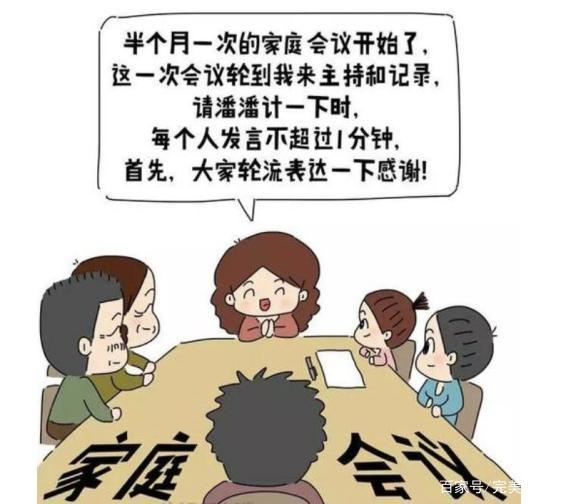 半个月一次的家庭会议开始了,
这一次会议轮到我来主持和记录,
请潘潘计一下时,
每个人发言不超过1分钟,
首先,大家轮流表达一下感谢!
家庭 会议
百家号/完美